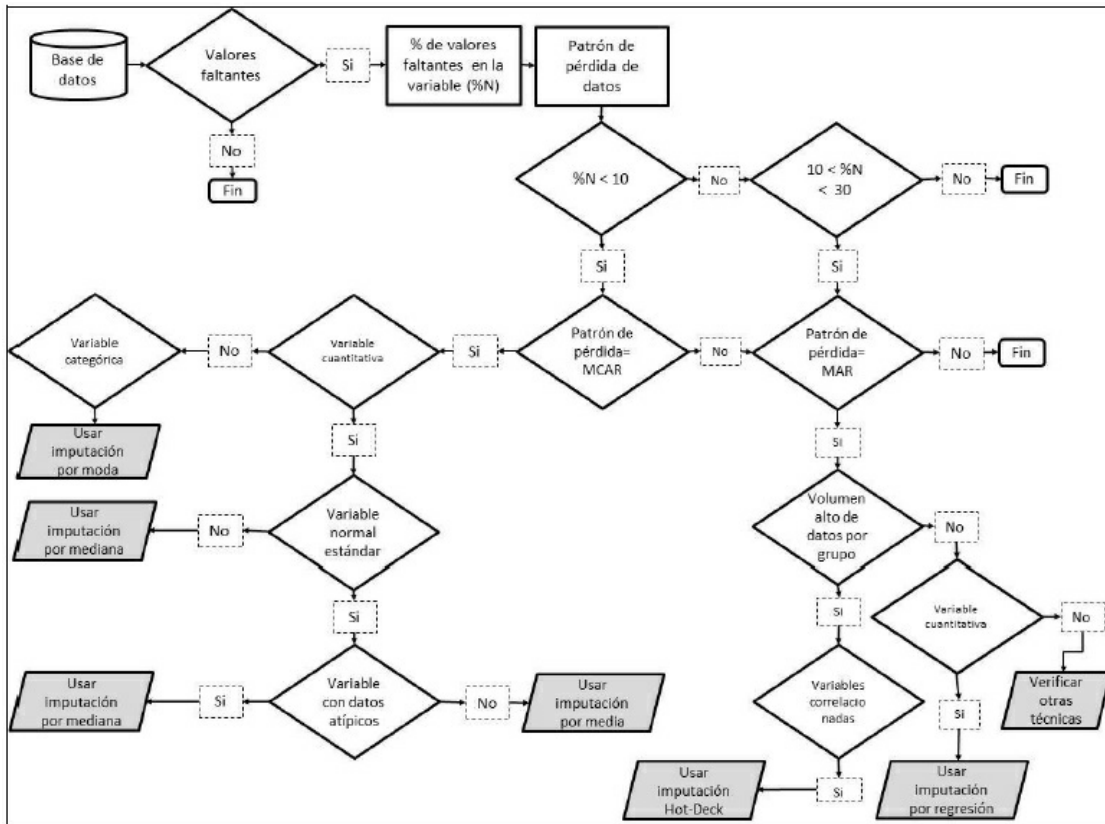 Base de
datos
Valores
faltantes
Si
% de valores
faltantes en la
variable (%N)
Patrón de
pérdida de
datos
No
Fin
%N < 10
No
10 < %N
< 30
No
Fin
Si
Si
Variable
categórica
No
Variable
cuantitativa
Si
Patrón de
pérdida=
MCAR
No
Patrón de
pérdida=
MAR
No
Fin
Usar
imputación
por moda
Si
Si
Usar
imputación
por mediana
No
Variable
normal
estándar
Volumen
alto de
datos por
grupo
No
Si
Si
Variable
cuantitativa
No
Usar
imputación
por mediana
Si
Variable
con datos
atípicos
No
Usar
imputación
por media
Variables
correlacio
nadas
Si
Verificar
otras
técnicas
Usar
imputación
Hot-Deck
Si
Usar
imputación
por regresión